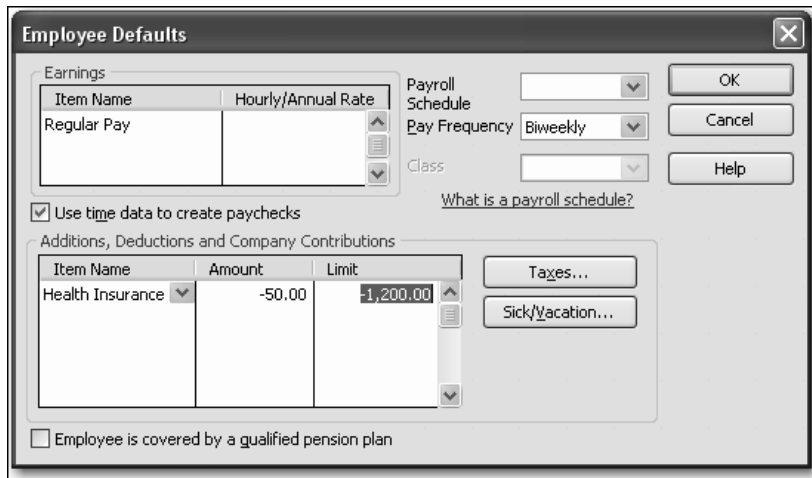 Employee Defaults
Earnings
Item Name Hourly/Annual Rate
Regular Pay
Payroll
Schedule
Pay Frequency Biweekly
Class
What is a payroll schedule?
OK
Cancel
Help
Use time data to create paychecks
Additions, Deductions and Company Contributions
Item Name Amount Limit
Health Insurance -50.00 -1,200.00
Taxes...
Sick/Vacation...
Employee is covered by a qualified pension plan